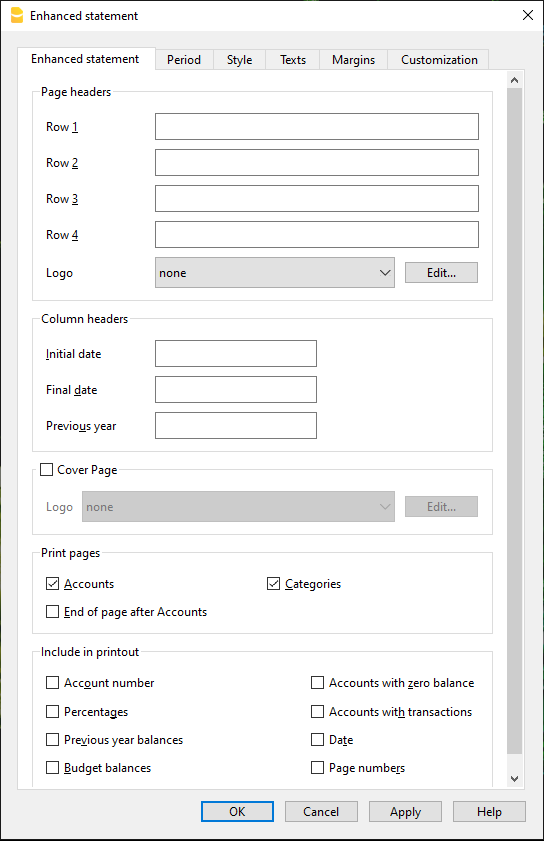 Enhanced statement
Enhanced statement Period Style Texts Margins Customization
Page headers
Row 1
Row 2
Row 3
Row 4
Logo none Edit...
Column headers
Initial date
Final date
Previous year
Cover Page
Logo none Edit...
Print pages
Accounts Categories
End of page after Accounts
Include in printout
Account number Accounts with zero balance
Percentages Accounts with transactions
Previous year balances Date
Budget balances Page numbers
OK Cancel Apply Help